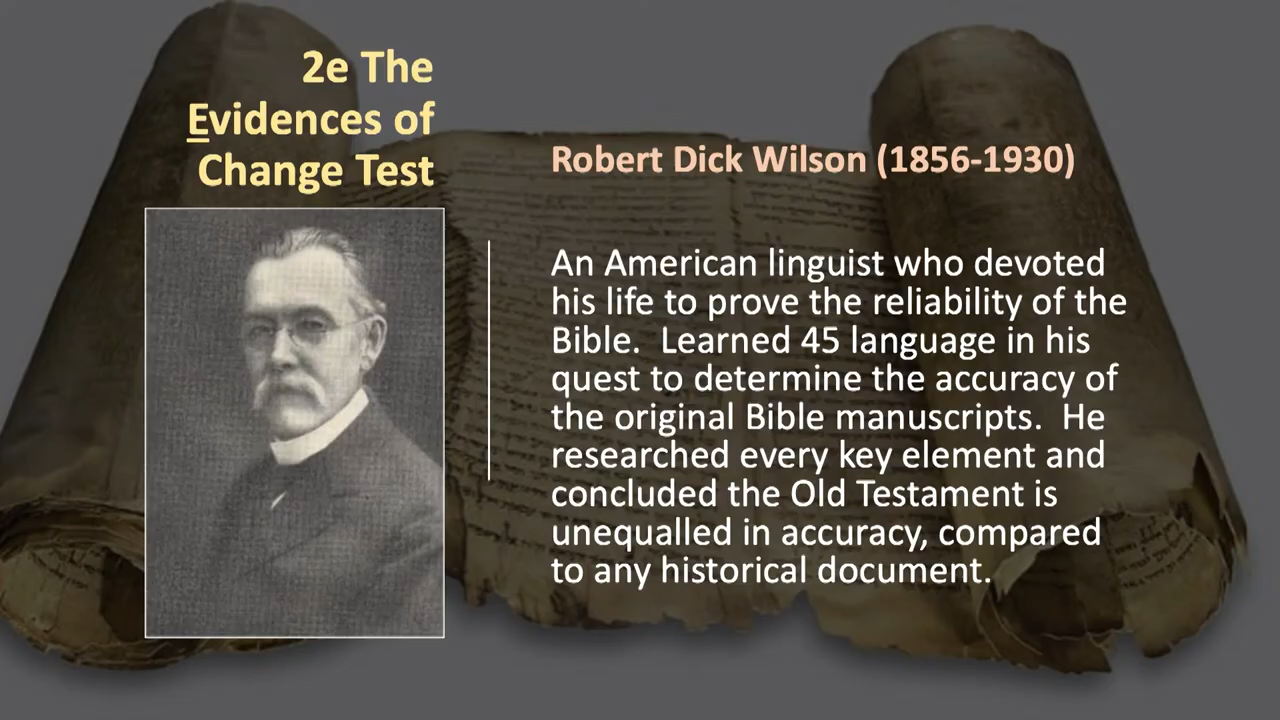 2e The
Evidences of
Change Test
Robert Dick Wilson (1856-1930)
An American linguist who devoted
his life to prove the reliability of the
Bible.  Learned 45 language in his
quest to determine the accuracy of
the original Bible manuscripts.  He
researched every key element and
concluded the Old Testament is
unequalled in accuracy, compared
to any historical document.